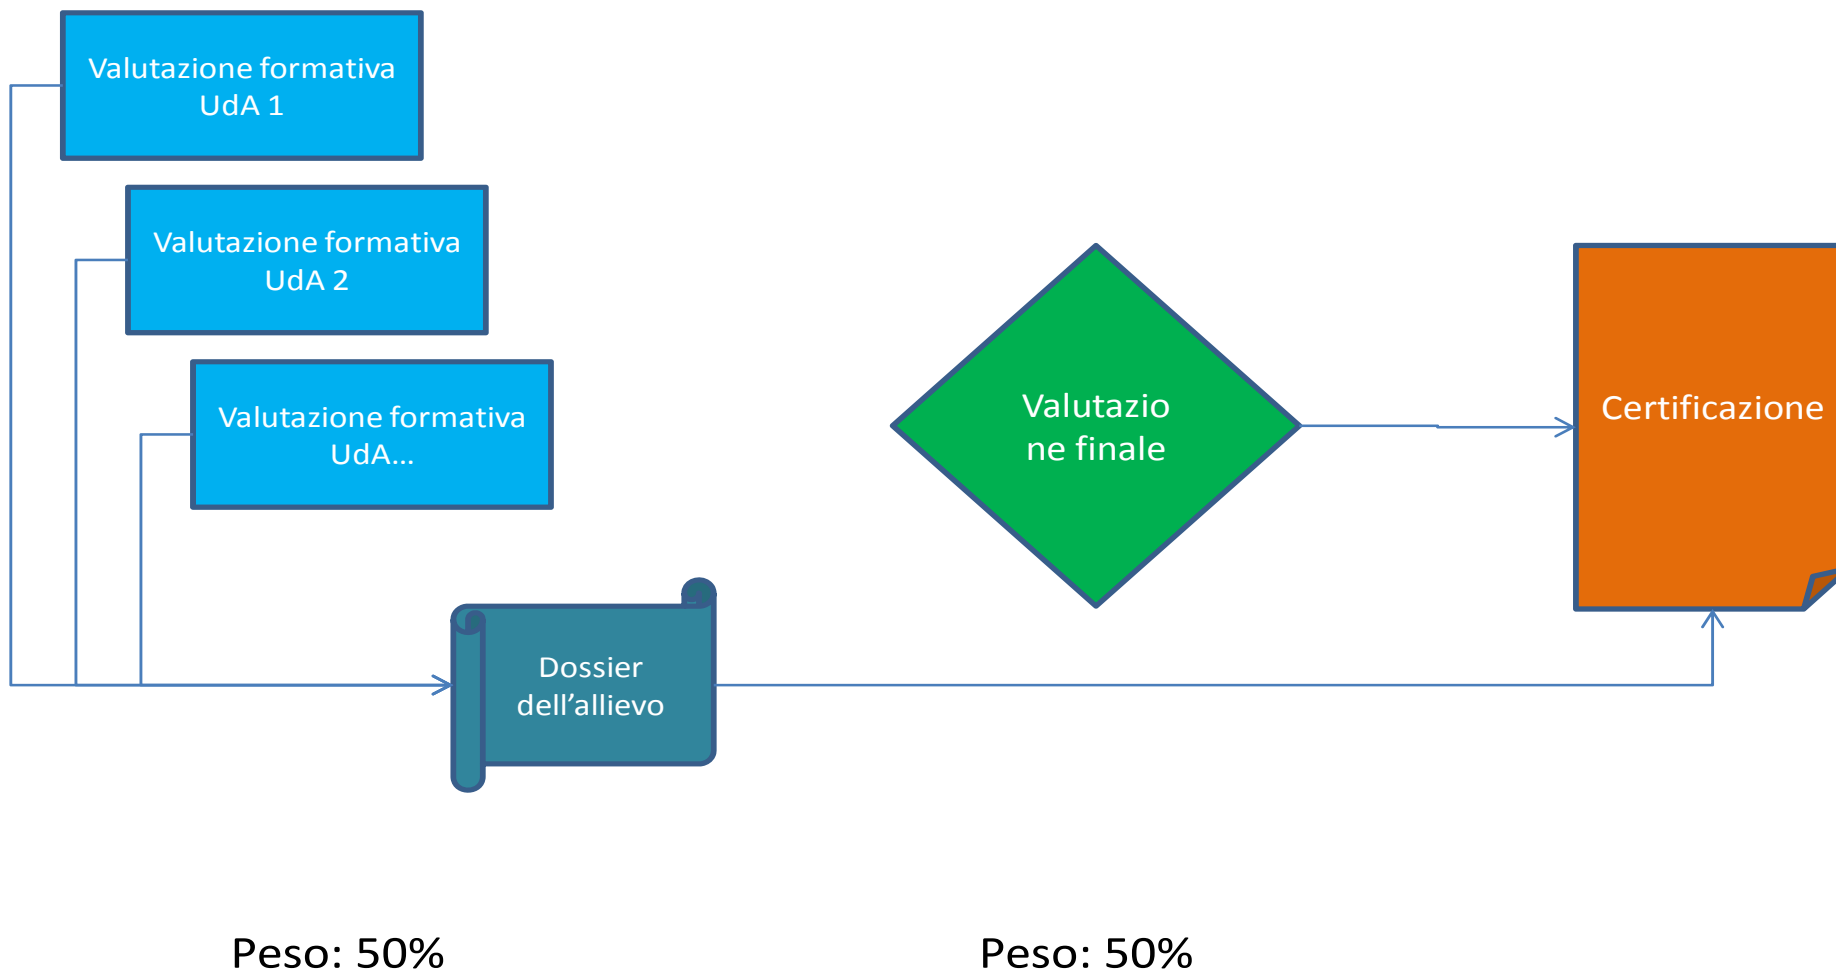 Valutazione formativa
UdA 1
Valutazione formativa
UdA 2
Valutazione formativa
UdA...
Valutazio
ne finale
Certificazione
Dossier
dell’allievo
Peso: 50%
Peso: 50%